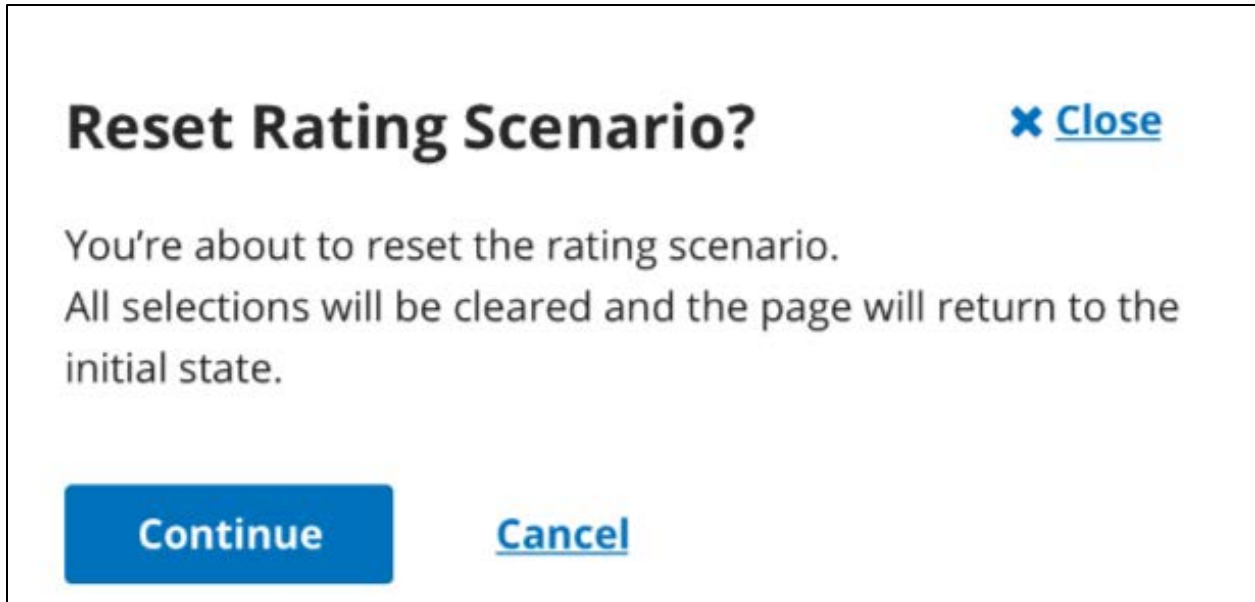 Reset Rating Scenario?
✖ Close
You’re about to reset the rating scenario.
All selections will be cleared and the page will return to the
initial state.
Continue
Cancel